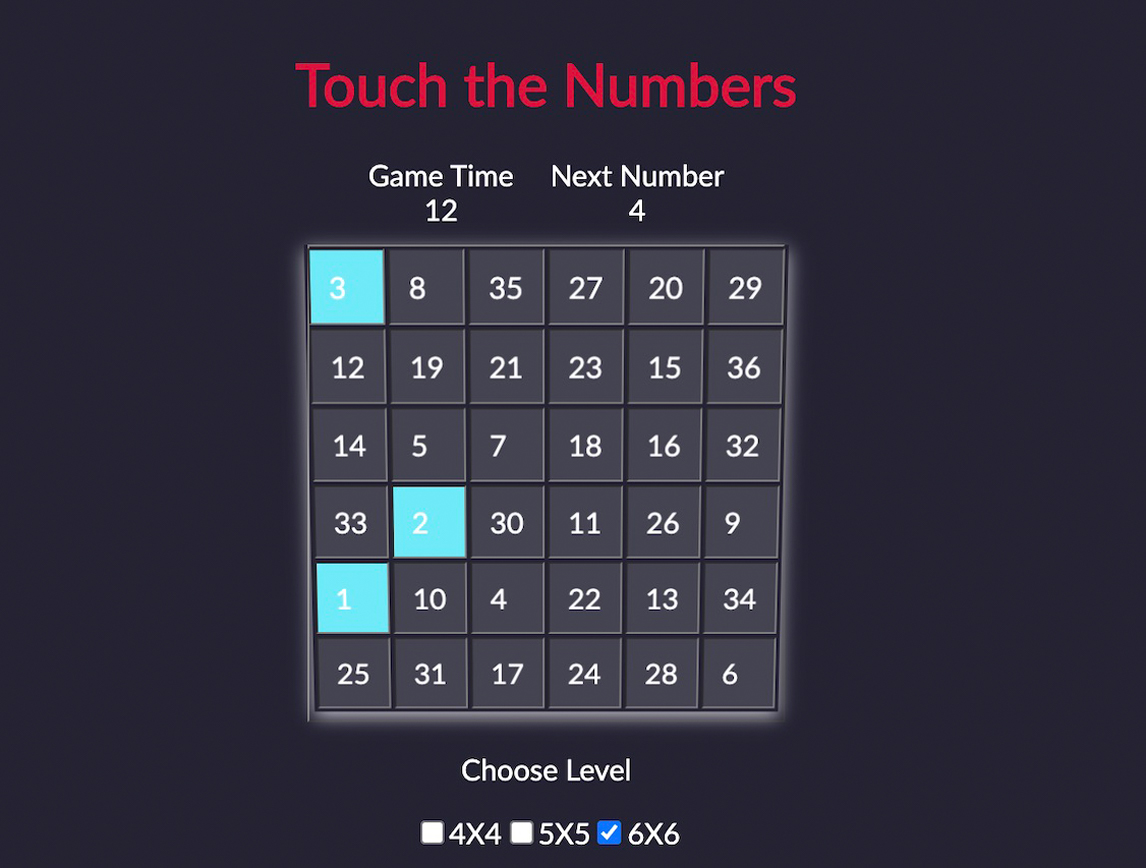 Touch the Numbers
Game Time Next Number
12 4
3 8 35 27 20 29
12 19 21 23 15 36
14 5 7 18 16 32
33 2 30 11 26 9
1 10 4 22 13 34
25 31 17 24 28 6
Choose Level
4X4 5X5 6X6